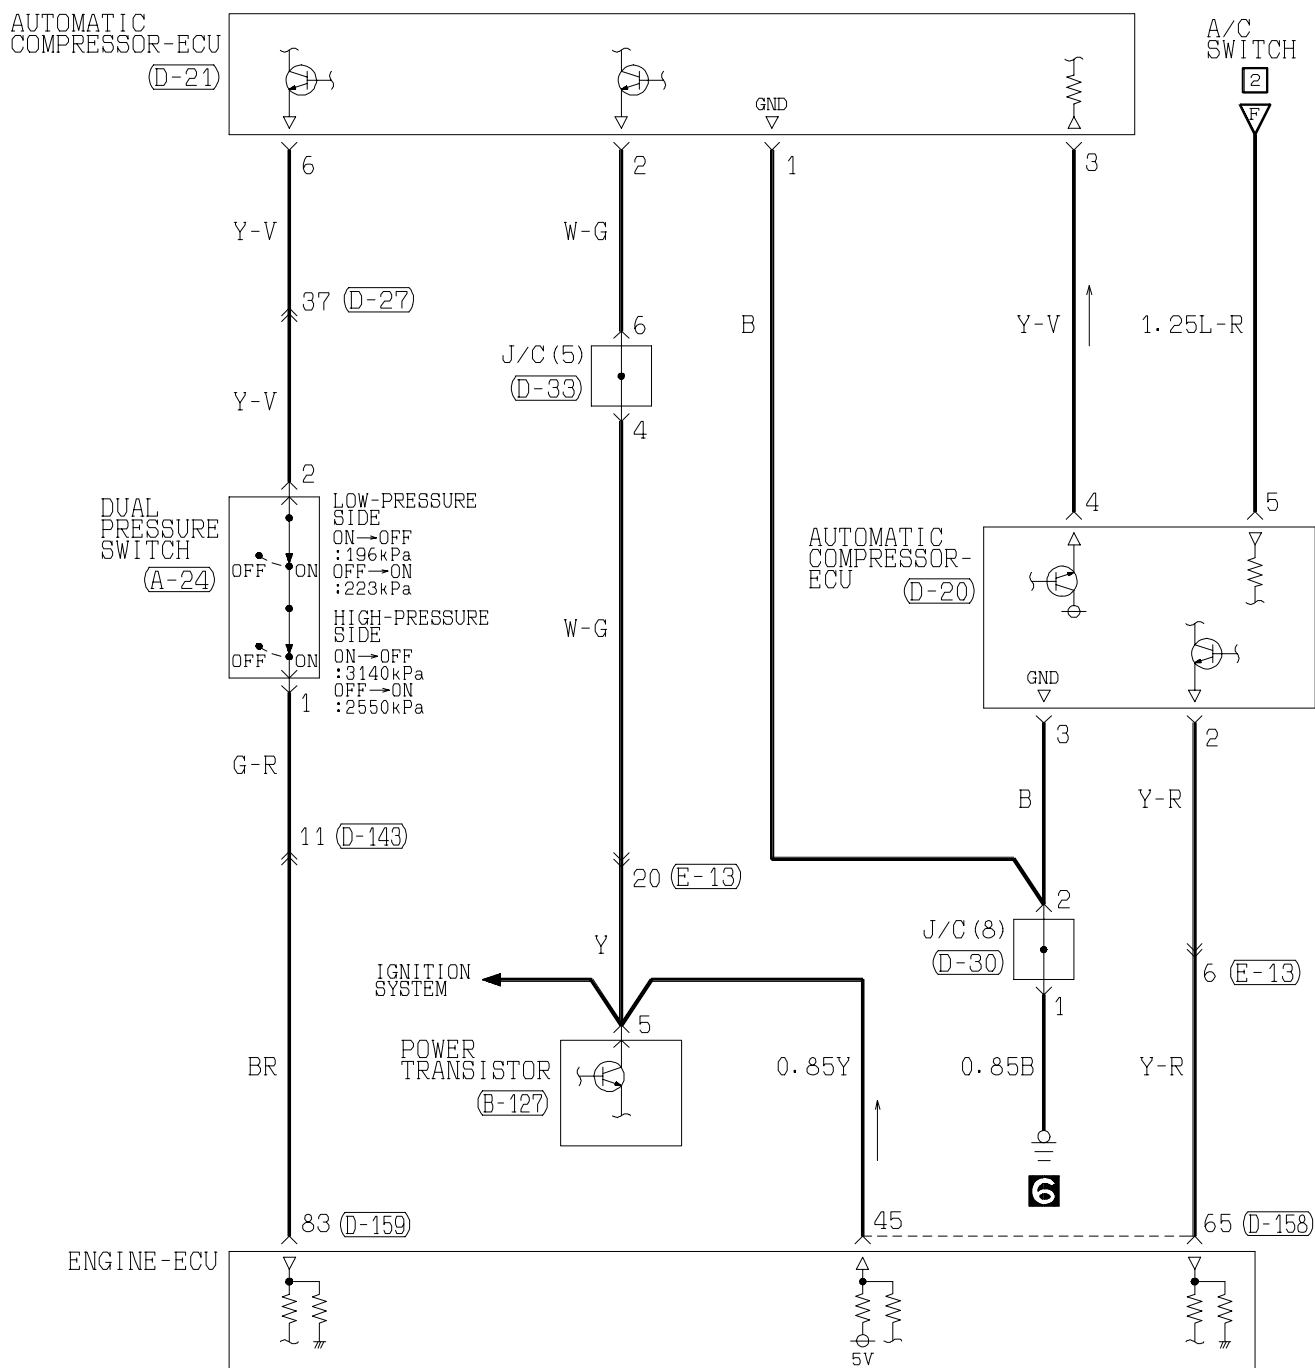 AUTOMATIC
COMPRESSOR-ECU
(D-21)
A/C
SWITCH
2
F
GND
6
2
1
3
Y-V
W-G
37 (D-27)
B
Y-V
1.25L-R
6
J/C(5)
(D-33)
Y-V
4
2
DUAL
PRESSURE
SWITCH
(A-24)
OFF
ON
OFF
ON
LOW-PRESSURE
SIDE
ON→OFF
:196kPa
OFF→ON
:223kPa
HIGH-PRESSURE
SIDE
ON→OFF
:3140kPa
OFF→ON
:2550kPa
1
W-G
4
5
AUTOMATIC
COMPRESSOR-
ECU
(D-20)
GND
3
2
G-R
B
Y-R
11 (D-143)
20 (E-13)
2
J/C(8)
(D-30)
Y
6 (E-13)
IGNITION
SYSTEM
1
5
POWER
TRANSISTOR
(B-127)
BR
0.85Y
0.85B
Y-R
6
83 (D-159)
45
65 (D-158)
ENGINE-ECU
5V